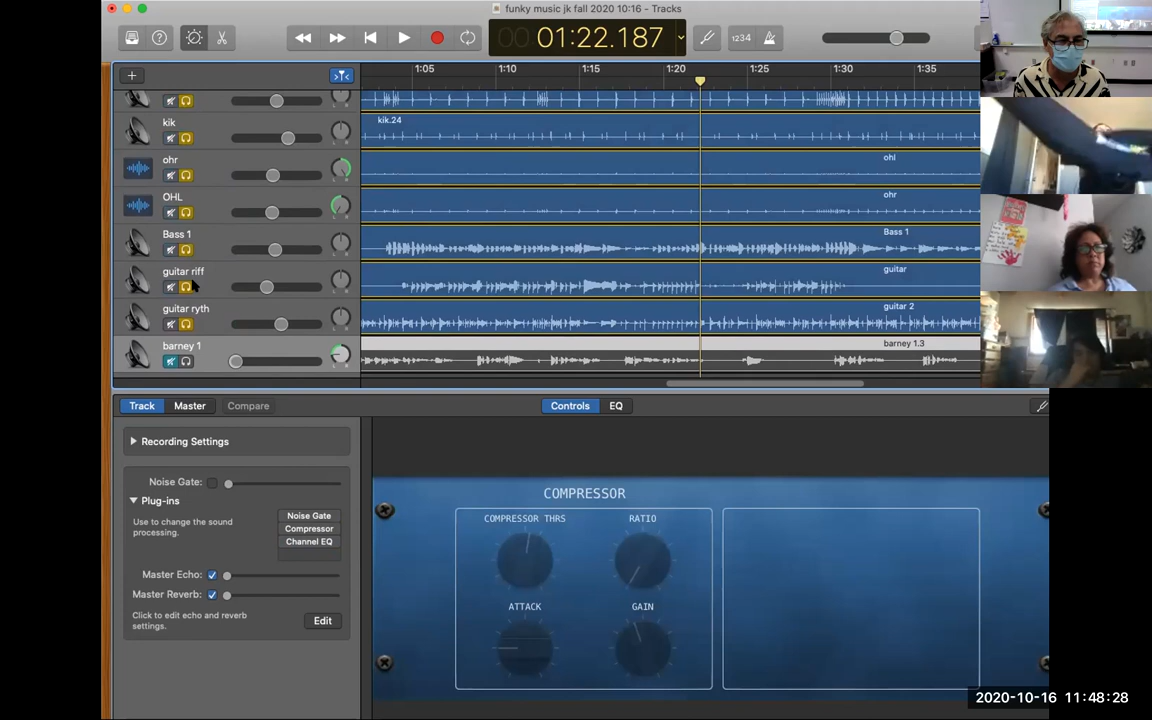 funky music jk fall 2020 10:16 - Tracks
00 01:22.187
1234
1:05 1:10 1:15 1:20 1:25 1:30 1:35
kik
kik.24
ohr
ohl
OHL
ohr
Bass 1
Bass 1
guitar riff
guitar
guitar ryth
guitar 2
barney 1
barney 1.3
Track Master Compare Controls EQ
Recording Settings
Noise Gate:
Plug-ins
Use to change the sound
processing.
Noise Gate
Compressor
Channel EQ
Master Echo:
Master Reverb:
Click to edit echo and reverb
settings.
Edit
COMPRESSOR
COMPRESSOR THRS RATIO
ATTACK GAIN
2020-10-16 11:48:28